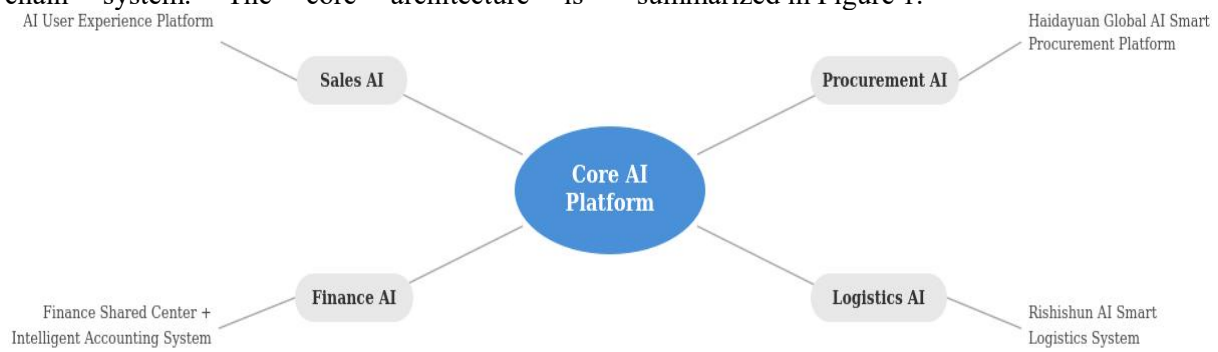 chain system. The core architecture is summarized in Figure 1.
AI User Experience Platform
Haidayuan Global AI Smart
Procurement Platform
Sales AI
Procurement AI
Core AI
Platform
Finance AI
Logistics AI
Finance Shared Center +
Intelligent Accounting System
Rishishun AI Smart
Logistics System